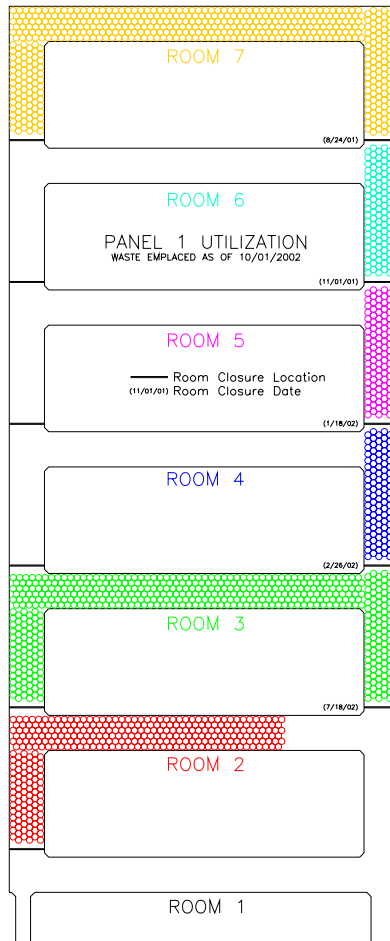 ROOM 7
(8/24/01)
ROOM 6
PANEL 1 UTILIZATION
WASTE EMPLACED AS OF 10/01/2002
(11/01/01)
ROOM 5
Room Closure Location
(11/01/01) Room Closure Date
(1/18/02)
ROOM 4
(2/26/02)
ROOM 3
(7/18/02)
ROOM 2
ROOM 1